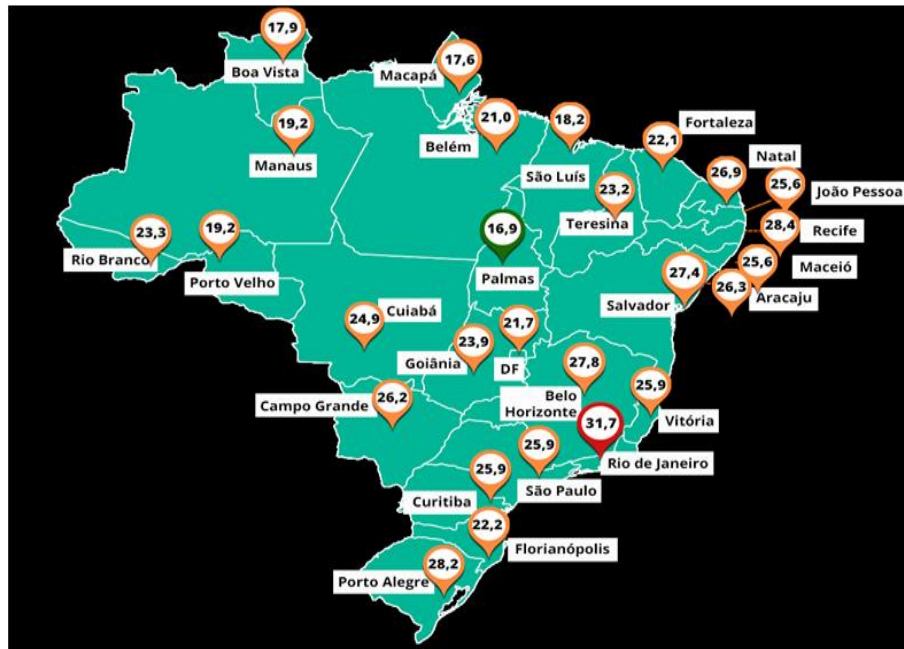 17,9
Boa Vista
17,6
Macapá
19,2
Manaus
21,0
Belém
18,2
São Luís
22,1
Fortaleza
26,9
Natal
25,6
João Pessoa
23,2
Teresina
28,4
Recife
23,3
Rio Branco
19,2
Porto Velho
16,9
Palmas
25,6
Maceió
27,4
Salvador
26,3
Aracaju
24,9
Cuiabá
23,9
Goiânia
21,7
DF
27,8
Belo
Horizonte
26,2
Campo Grande
25,9
Vitória
31,7
Rio de Janeiro
25,9
São Paulo
25,9
Curitiba
22,2
Florianópolis
28,2
Porto Alegre